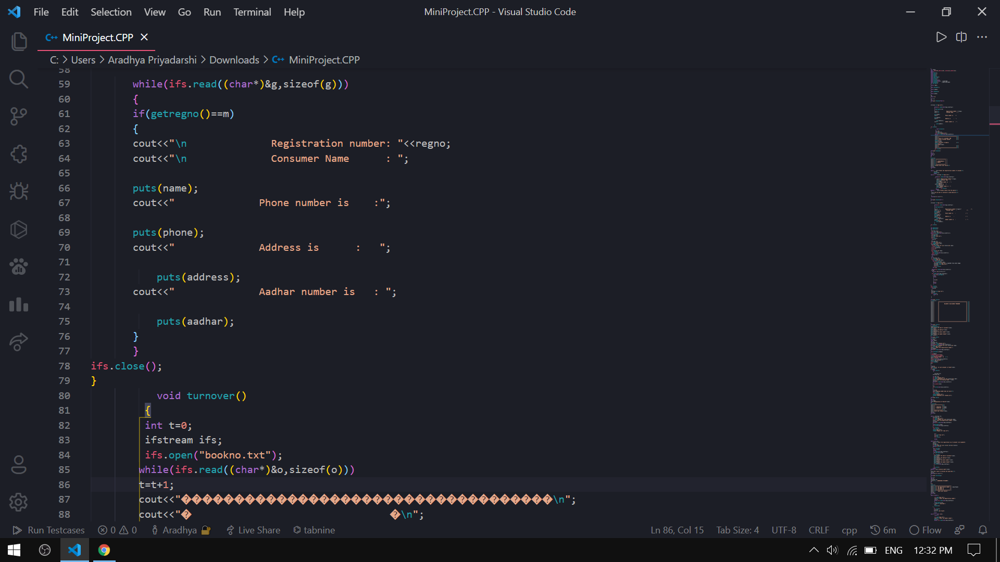 File Edit Selection View Go Run Terminal Help MiniProject.CPP - Visual Studio Code
C++ MiniProject.CPP
C: > Users > Aradhya Priyadarshi > Downloads > C++ MiniProject.CPP
58
59 while(ifs.read((char*)&g,sizeof(g)))
60 {
61 if(getregno()==m)
62 {
63 cout<<"\n              Registration number: "<<regno;
64 cout<<"\n              Consumer Name      : ";
65
66 puts(name);
67 cout<<"              Phone number is    :";
68
69 puts(phone);
70 cout<<"              Address is      :   ";
71
72 puts(address);
73 cout<<"              Aadhar number is   : ";
74
75 puts(aadhar);
76 }
77 }
78 ifs.close();
79 }
80 void turnover()
81 {
82 int t=0;
83 ifstream ifs;
84 ifs.open("bookno.txt");
85 while(ifs.read((char*)&o,sizeof(o)))
86 t=t+1;
87 cout<<"���������������������������������\n";
88 cout<<"�                                 �\n";
Run Testcases 0 0 Aradhya Live Share tabnine Ln 86, Col 15 Tab Size: 4 UTF-8 CRLF cpp 6m Flow
ENG 12:32 PM